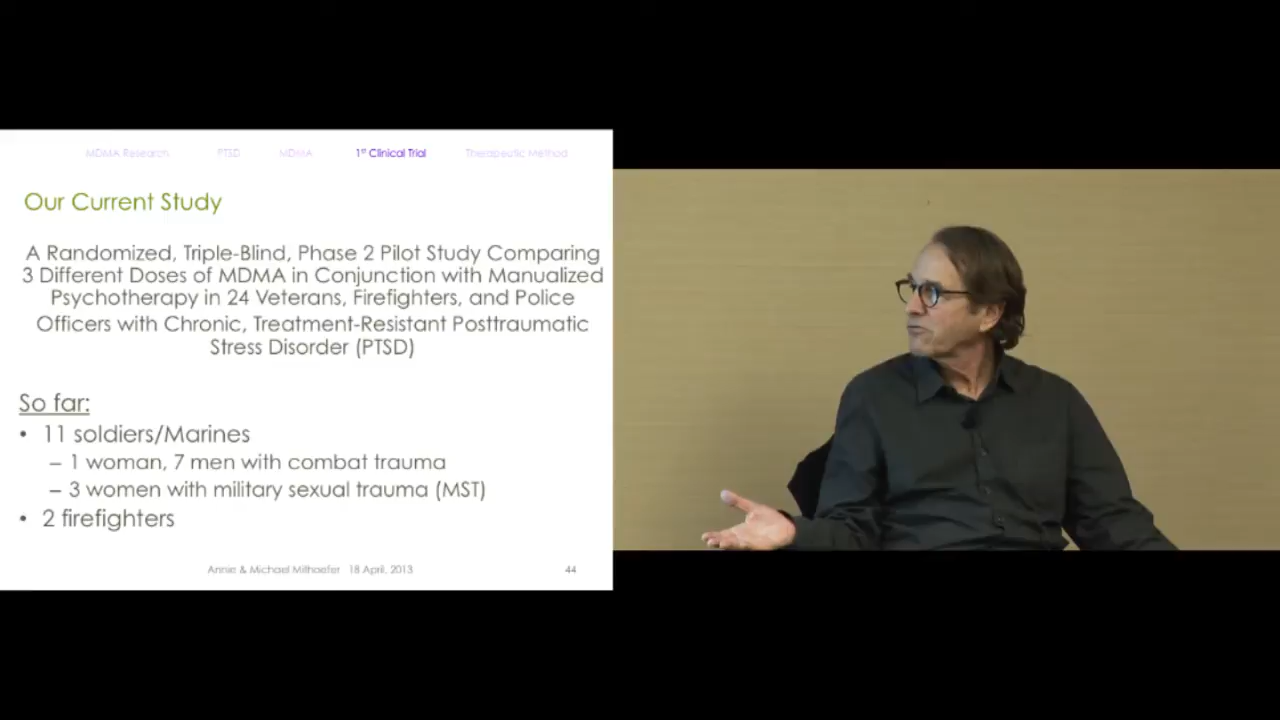 MDMA Research PTSD MDMA 1st Clinical Trial Therapeutic Method
Our Current Study
A Randomized, Triple-Blind, Phase 2 Pilot Study Comparing
3 Different Doses of MDMA in Conjunction with Manualized
Psychotherapy in 24 Veterans, Firefighters, and Police
Officers with Chronic, Treatment-Resistant Posttraumatic
Stress Disorder (PTSD)
So far:
• 11 soldiers/Marines
– 1 woman, 7 men with combat trauma
– 3 women with military sexual trauma (MST)
• 2 firefighters
Annie & Michael Mithoefer 18 April, 2013 44